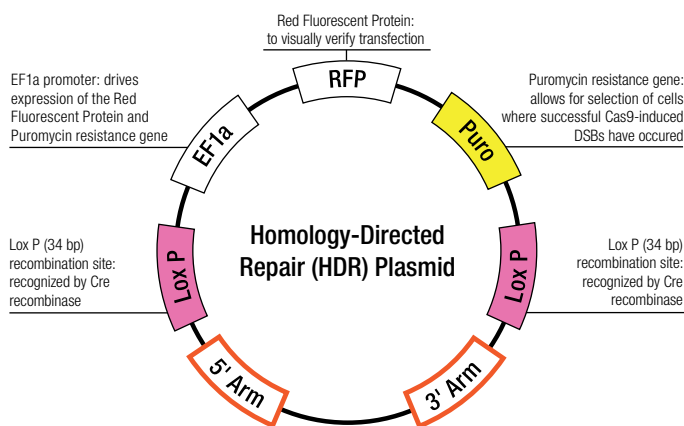 Red Fluorescent Protein:
to visually verify transfection
RFP
EF1a promoter: drives
expression of the Red
Fluorescent Protein and
Puromycin resistance gene
EF1a
Puromycin resistance gene:
allows for selection of cells
where successful Cas9-induced
DSBs have occured
Puro
Homology-Directed
Repair (HDR) Plasmid
Lox P (34 bp)
recombination site:
recognized by Cre
recombinase
Lox P
Lox P (34 bp)
recombination site:
recognized by Cre
recombinase
Lox P
5' Arm
3' Arm